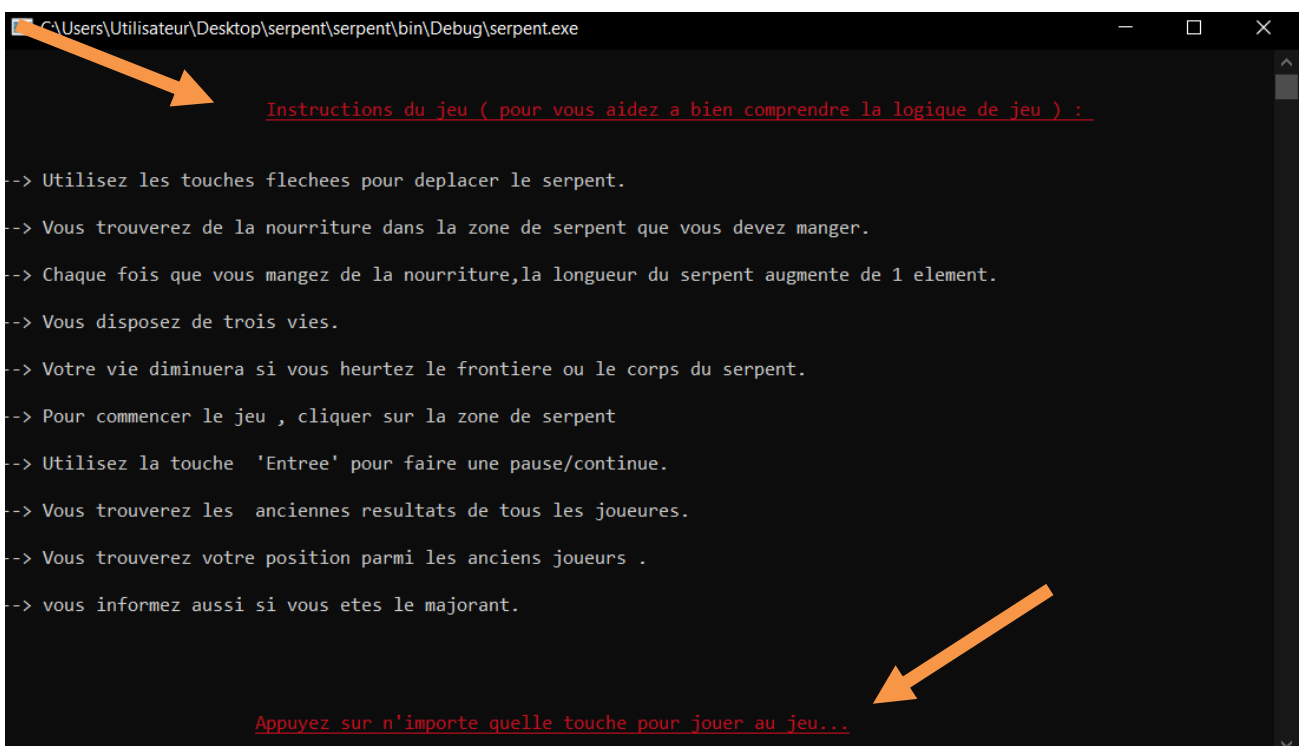 C:\Users\Utilisateur\Desktop\serpent\serpent\bin\Debug\serpent.exe
Instructions du jeu ( pour vous aidez a bien comprendre la logique de jeu ) :
--> Utilisez les touches flechees pour deplacer le serpent.
--> Vous trouverez de la nourriture dans la zone de serpent que vous devez manger.
--> Chaque fois que vous mangez de la nourriture,la longueur du serpent augmente de 1 element.
--> Vous disposez de trois vies.
--> Votre vie diminuera si vous heurtez le frontiere ou le corps du serpent.
--> Pour commencer le jeu , cliquer sur la zone de serpent
--> Utilisez la touche  'Entree' pour faire une pause/continue.
--> Vous trouverez les  anciennes resultats de tous les joueures.
--> Vous trouverez votre position parmi les anciens joueurs .
--> vous informez aussi si vous etes le majorant.
Appuyez sur n'importe quelle touche pour jouer au jeu...